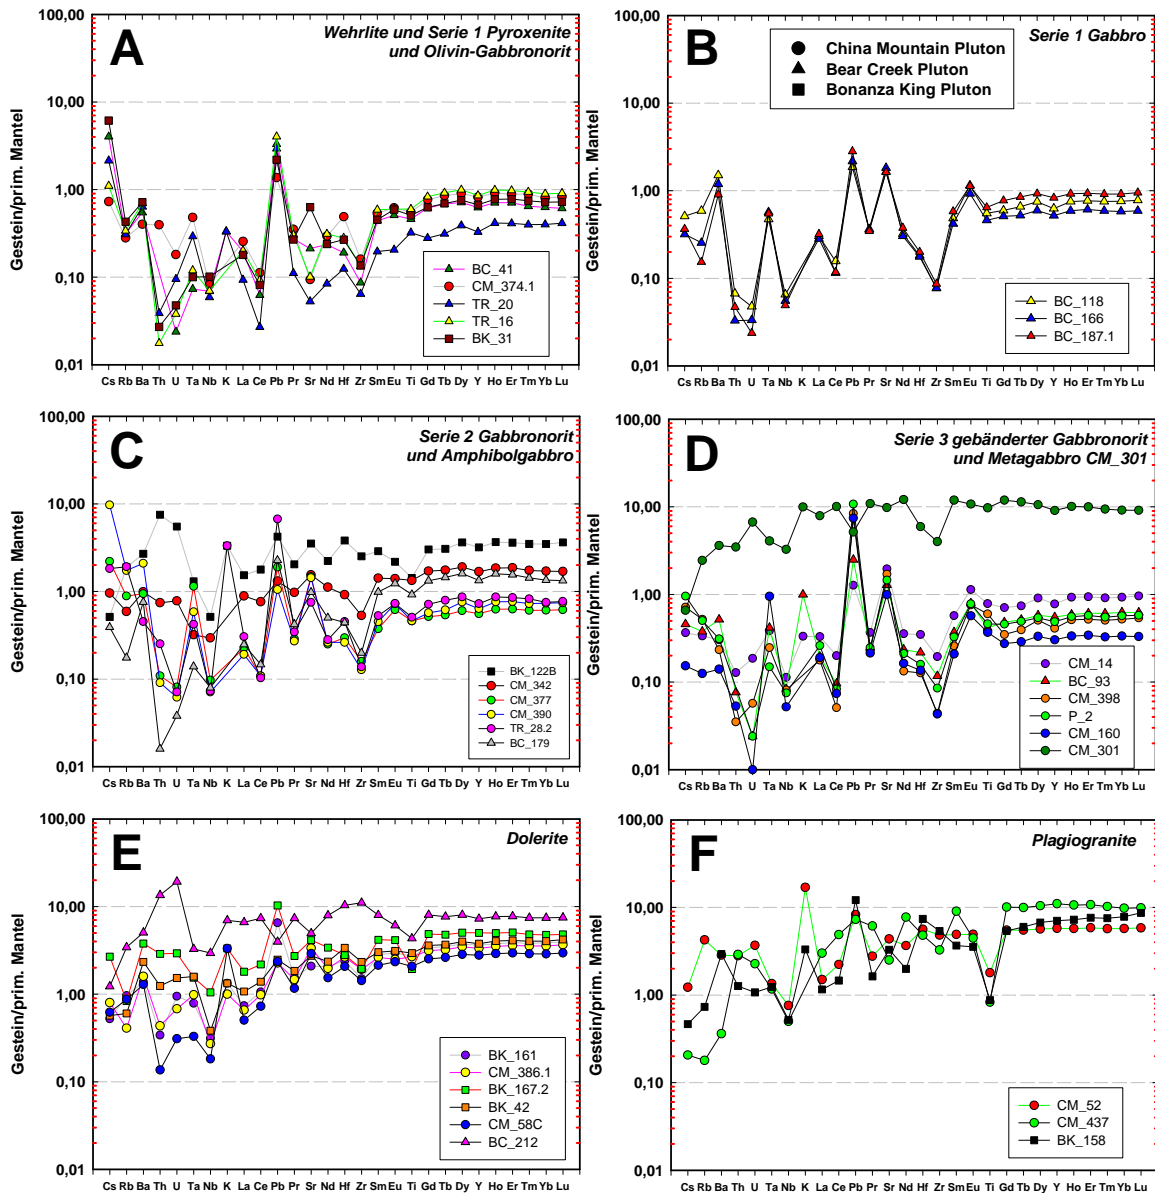 A
Wehrlite und Serie 1 Pyroxenite
und Olivin-Gabbronorit
Gestein/prim. Mantel
100,00
10,00
1,00
0,10
0,01
BC_41
CM_374.1
TR_20
TR_16
BK_31
Cs Rb Ba Th U Ta Nb K La Ce Pb Pr Sr Nd Hf Zr Sm Eu Ti Gd Tb Dy Y Ho Er Tm Yb Lu
B
Serie 1 Gabbro
China Mountain Pluton
Bear Creek Pluton
Bonanza King Pluton
Gestein/prim. Mantel
100,00
10,00
1,00
0,10
0,01
BC_118
BC_166
BC_187.1
Cs Rb Ba Th U Ta Nb K La Ce Pb Pr Sr Nd Hf Zr Sm Eu Ti Gd Tb Dy Y Ho Er Tm Yb Lu
C
Serie 2 Gabbronorit
und Amphibolgabbro
Gestein/prim. Mantel
100,00
10,00
1,00
0,10
0,01
BK_122B
CM_342
CM_377
CM_390
TR_28.2
BC_179
Cs Rb Ba Th U Ta Nb K La Ce Pb Pr Sr Nd Hf Zr Sm Eu Ti Gd Tb Dy Y Ho Er Tm Yb Lu
D
Serie 3 gebänderter Gabbronorit
und Metagabbro CM_301
Gestein/prim. Mantel
100,00
10,00
1,00
0,10
0,01
CM_14
BC_93
CM_398
P_2
CM_160
CM_301
Cs Rb Ba Th U Ta Nb K La Ce Pb Pr Sr Nd Hf Zr Sm Eu Ti Gd Tb Dy Y Ho Er Tm Yb Lu
E
Dolerite
Gestein/prim. Mantel
100,00
10,00
1,00
0,10
0,01
BK_161
CM_386.1
BK_167.2
BK_42
CM_58C
BC_212
Cs Rb Ba Th U Ta Nb K La Ce Pb Pr Sr Nd Hf Zr Sm Eu Ti Gd Tb Dy Y Ho Er Tm Yb Lu
F
Plagiogranite
Gestein/prim. Mantel
100,00
10,00
1,00
0,10
0,01
CM_52
CM_437
BK_158
Cs Rb Ba Th U Ta Nb K La Ce Pb Pr Sr Nd Hf Zr Sm Eu Ti Gd Tb Dy Y Ho Er Tm Yb Lu